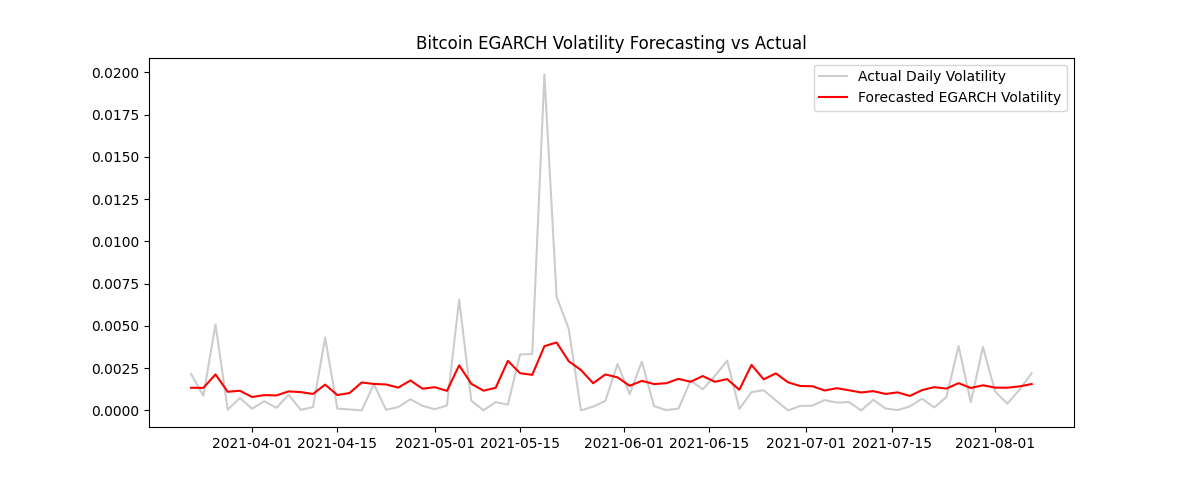 Bitcoin EGARCH Volatility Forecasting vs Actual
Actual Daily Volatility
Forecasted EGARCH Volatility
0.0200
0.0175
0.0150
0.0125
0.0100
0.0075
0.0050
0.0025
0.0000
2021-04-01 2021-04-15 2021-05-01 2021-05-15 2021-06-01 2021-06-15 2021-07-01 2021-07-15 2021-08-01